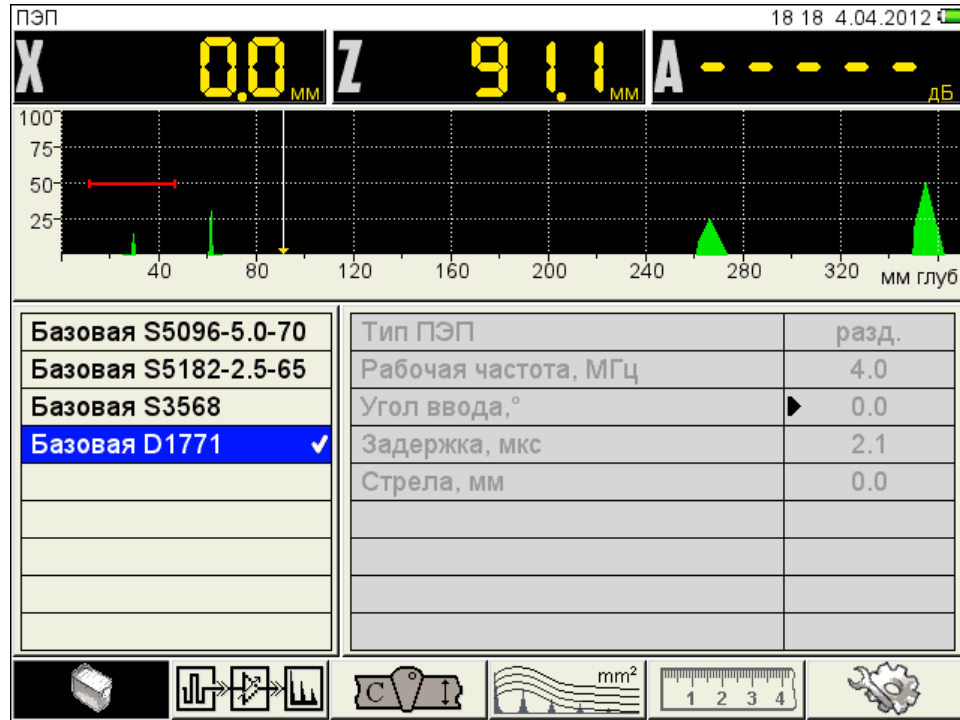 ПЭП 18 18 4.04.2012
X 0.0 мм Z 91.1 мм A ----- дБ
100
75
50
25
40 80 120 160 200 240 280 320 мм глуб
Базовая S5096-5.0-70
Базовая S5182-2.5-65
Базовая S3568
Базовая D1771
Тип ПЭП разд.
Рабочая частота, МГц 4.0
Угол ввода,° 0.0
Задержка, мкс 2.1
Стрела, мм 0.0
C mm² 1 2 3 4